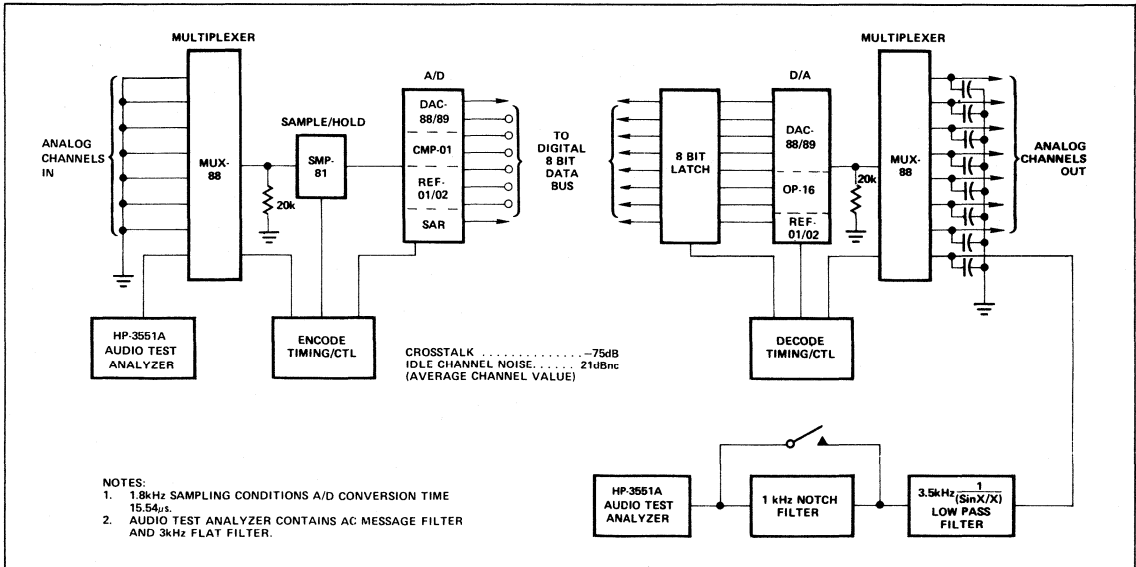 MULTIPLEXER
ANALOG
CHANNELS
IN
MUX-
88
20k
SAMPLE/HOLD
SMP-
81
A/D
DAC-
88/89
CMP-01
REF-
01/02
SAR
TO
DIGITAL
8 BIT
DATA
BUS
8 BIT
LATCH
D/A
DAC-
88/89
OP-16
REF-
01/02
20k
MULTIPLEXER
MUX-
88
ANALOG
CHANNELS
OUT
HP-3551A
AUDIO TEST
ANALYZER
ENCODE
TIMING/CTL
CROSSTALK . . . . . . . . . . . . . . –75dB
IDLE CHANNEL NOISE. . . . . . 21dBnc
(AVERAGE CHANNEL VALUE)
DECODE
TIMING/CTL
NOTES:
1. 1.8kHz SAMPLING CONDITIONS A/D CONVERSION TIME
15.54μs.
2. AUDIO TEST ANALYZER CONTAINS AC MESSAGE FILTER
AND 3kHz FLAT FILTER.
HP-3551A
AUDIO TEST
ANALYZER
1 kHz NOTCH
FILTER
3.5kHz 1/(SinX/X)
LOW PASS
FILTER